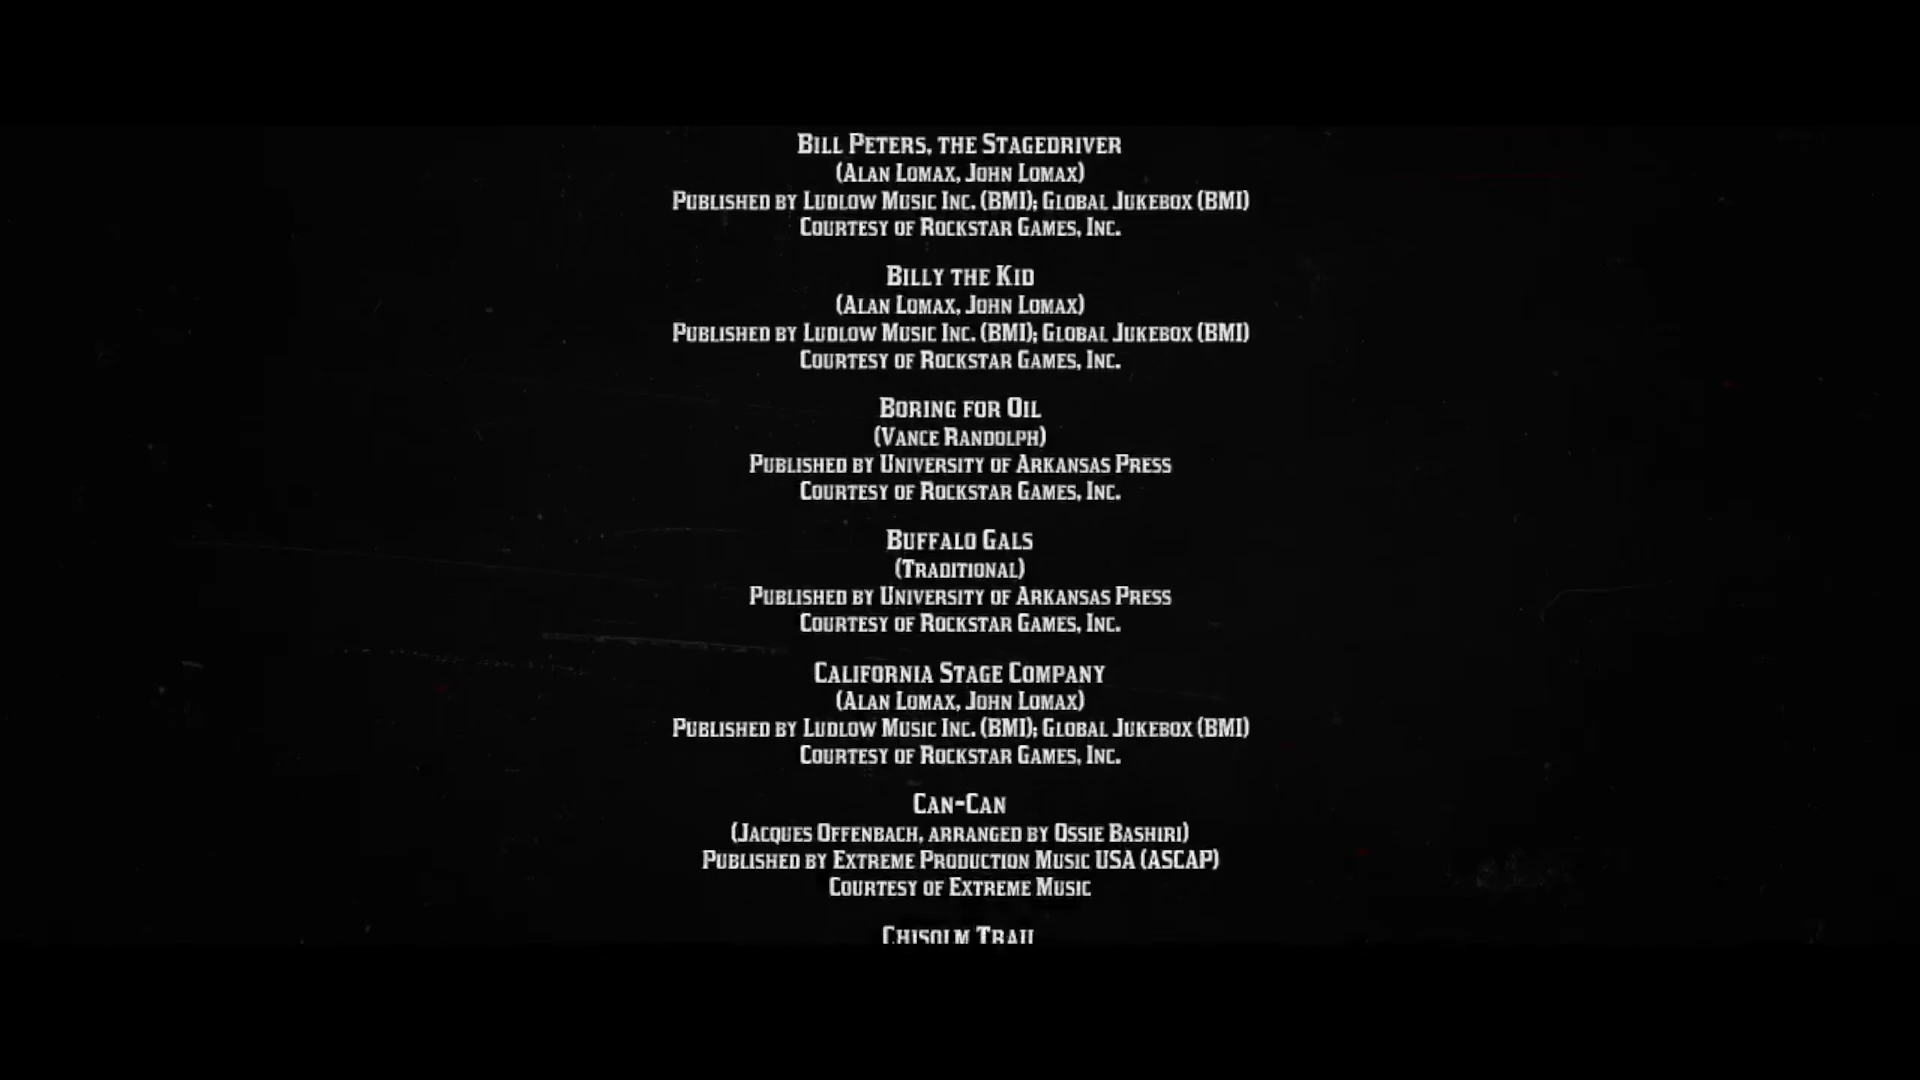 Bill Peters, the Stagedriver
(Alan Lomax, John Lomax)
Published by Ludlow Music Inc. (BMI); Global Jukebox (BMI)
Courtesy of Rockstar Games, Inc.
Billy the Kid
(Alan Lomax, John Lomax)
Published by Ludlow Music Inc. (BMI); Global Jukebox (BMI)
Courtesy of Rockstar Games, Inc.
Boring for Oil
(Vance Randolph)
Published by University of Arkansas Press
Courtesy of Rockstar Games, Inc.
Buffalo Gals
(Traditional)
Published by University of Arkansas Press
Courtesy of Rockstar Games, Inc.
California Stage Company
(Alan Lomax, John Lomax)
Published by Ludlow Music Inc. (BMI); Global Jukebox (BMI)
Courtesy of Rockstar Games, Inc.
Can-Can
(Jacques Offenbach, arranged by Ossie Bashiri)
Published by Extreme Production Music USA (ASCAP)
Courtesy of Extreme Music
Chisolm Trail